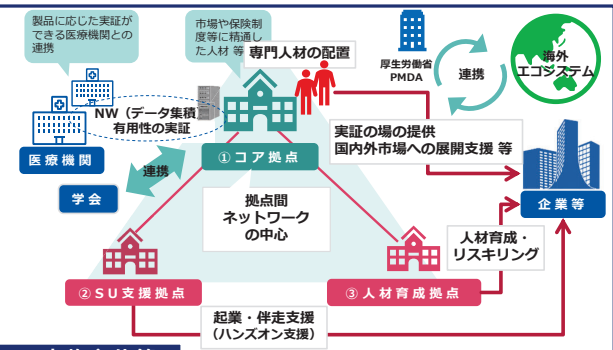 製品に応じた実証が
できる医療機関との
連携
市場や保険制
度等に精通し
た人材 等
専門人材の配置
厚生労働省
PMDA
連携
海外
エコシステム
NW（データ集積）
有用性の実証
医療機関
連携
学会
①コア拠点
実証の場の提供
国内外市場への展開支援 等
企業等
拠点間
ネットワーク
の中心
人材育成・
リスキリング
②SU支援拠点
③人材育成拠点
起業・伴走支援
（ハンズオン支援）